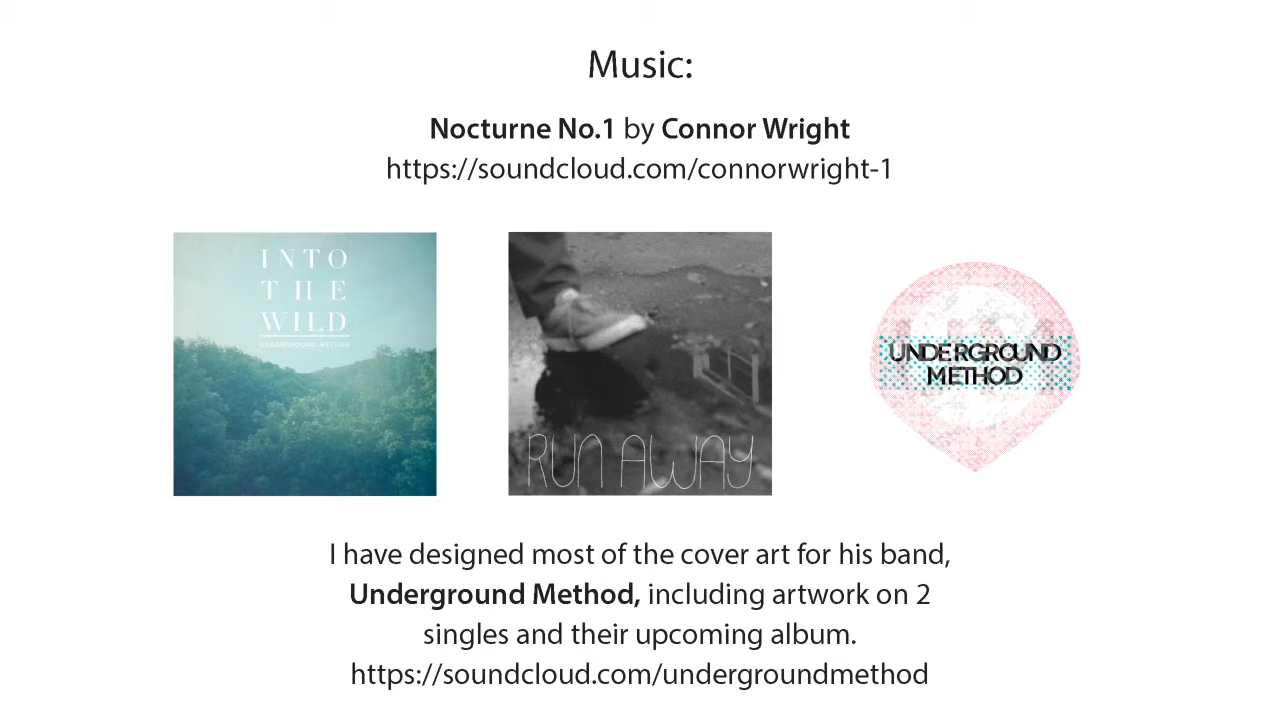 Music:
Nocturne No.1 by Connor Wright
https://soundcloud.com/connorwright-1
INTO
THE
WILD
UNDERGROUND METHOD
RUN AWAY
UNDERGROUND
METHOD
I have designed most of the cover art for his band,
Underground Method, including artwork on 2
singles and their upcoming album.
https://soundcloud.com/undergroundmethod